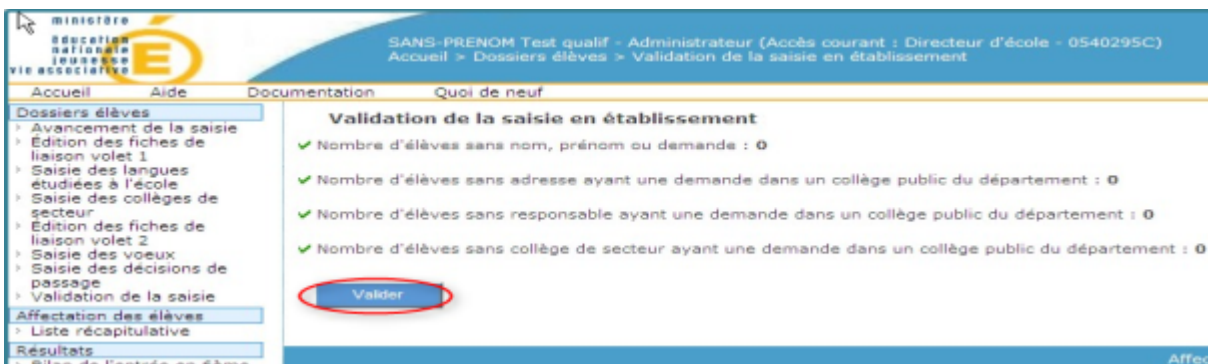 ministère
éducation
nationale
jeunesse
vie associative
SANS-PRENOM Test qualif - Administrateur (Accès courant : Directeur d'école - 0540295C)
Accueil > Dossiers élèves > Validation de la saisie en établissement
Accueil Aide Documentation Quoi de neuf
Dossiers élèves
Avancement de la saisie
Édition des fiches de
liaison volet 1
Saisie des langues
étudiées à l'école
Saisie des collèges de
secteur
Édition des fiches de
liaison volet 2
Saisie des voeux
Saisie des décisions de
passage
Validation de la saisie
Affectation des élèves
Liste récapitulative
Résultats
Bilan de l'entrée en 6ème
Validation de la saisie en établissement
Nombre d'élèves sans nom, prénom ou demande : 0
Nombre d'élèves sans adresse ayant une demande dans un collège public du département : 0
Nombre d'élèves sans responsable ayant une demande dans un collège public du département : 0
Nombre d'élèves sans collège de secteur ayant une demande dans un collège public du département : 0
Valider
Affec